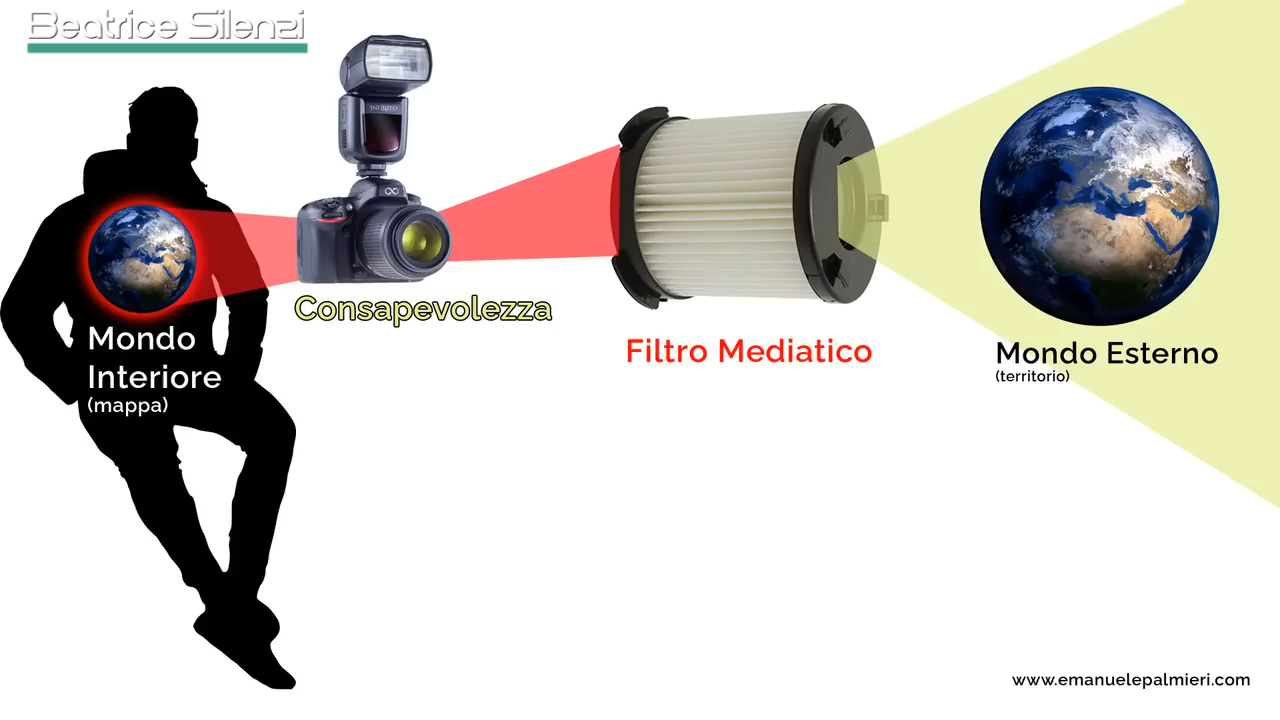 Beatrice Silenzi
Consapevolezza
Mondo
Interiore
(mappa)
Filtro Mediatico
Mondo Esterno
(territorio)
www.emanuelepalmieri.com